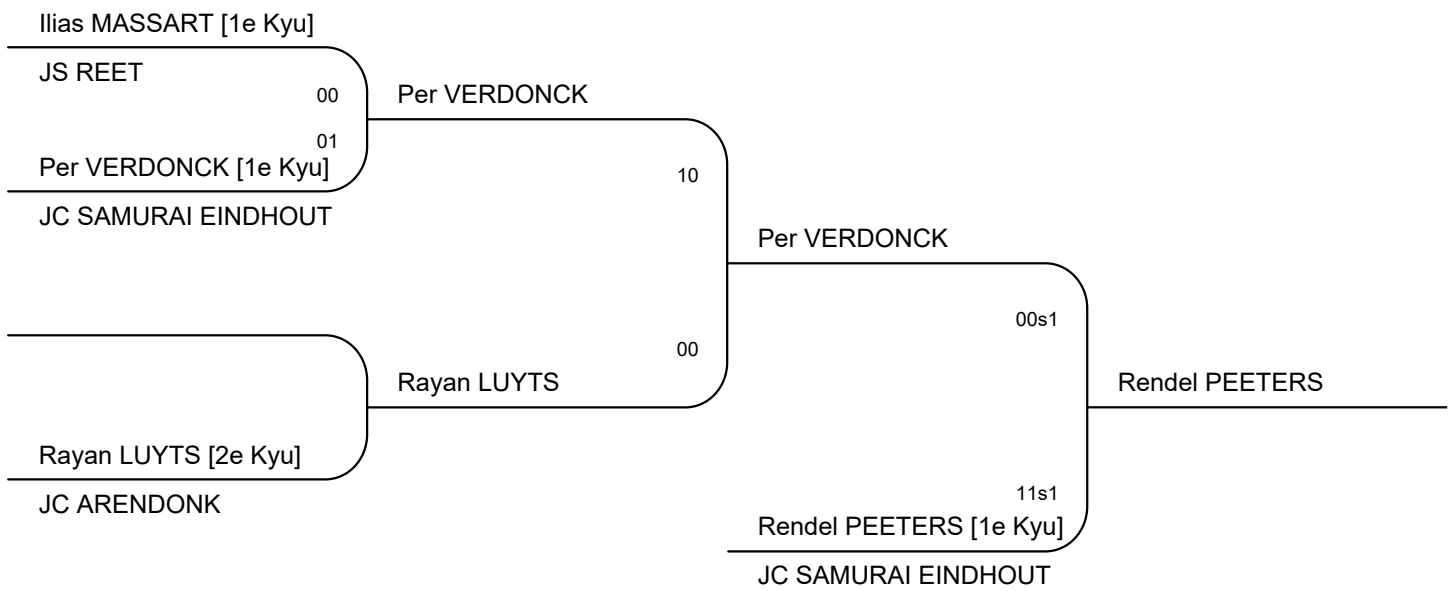 Ilias MASSART [1e Kyu]
JS REET
00
Per VERDONCK
01
Per VERDONCK [1e Kyu]
10
JC SAMURAI EINDHOUT
Per VERDONCK
00s1
00
Rayan LUYTS
Rendel PEETERS
Rayan LUYTS [2e Kyu]
11s1
JC ARENDONK
Rendel PEETERS [1e Kyu]
JC SAMURAI EINDHOUT